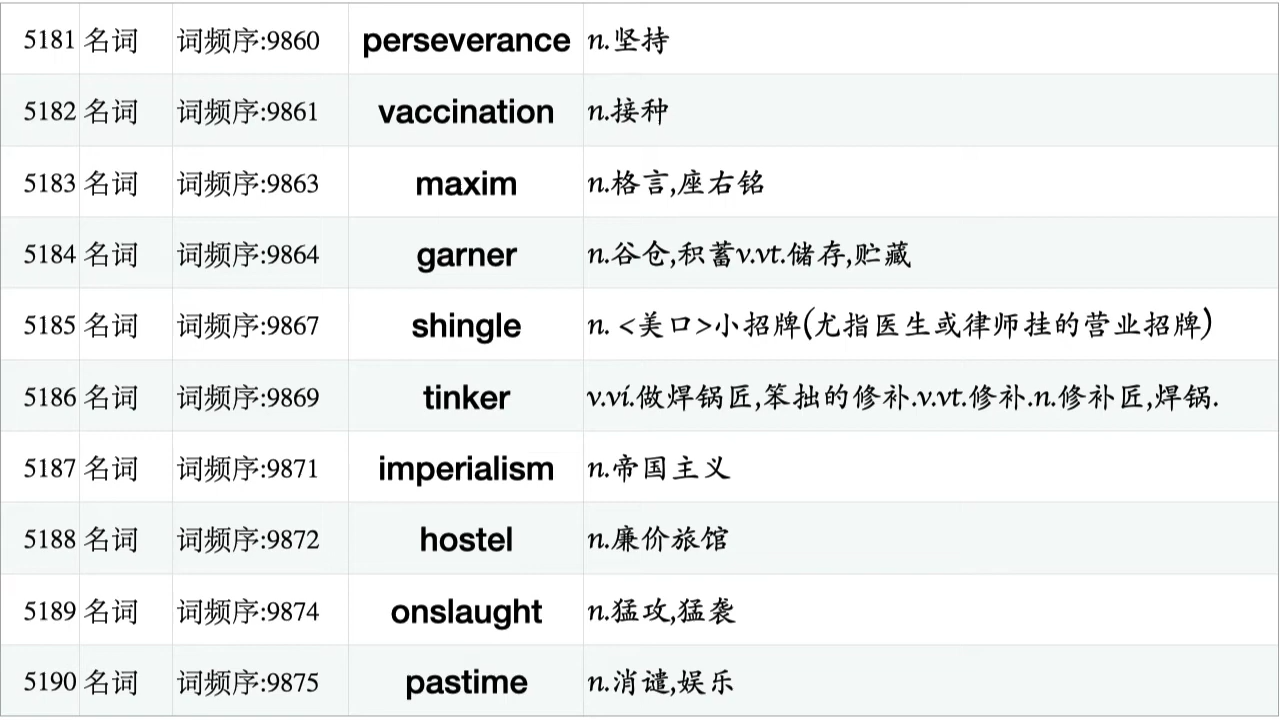 5181 名词 词频序:9860 perseverance n.坚持
5182 名词 词频序:9861 vaccination n.接种
5183 名词 词频序:9863 maxim n.格言,座右铭
5184 名词 词频序:9864 garner n.谷仓,积蓄v.vt.储存,贮藏
5185 名词 词频序:9867 shingle n. <美口>小招牌(尤指医生或律师挂的营业招牌)
5186 名词 词频序:9869 tinker v.vi.做焊锅匠,笨拙的修补.v.vt.修补.n.修补匠,焊锅.
5187 名词 词频序:9871 imperialism n.帝国主义
5188 名词 词频序:9872 hostel n.廉价旅馆
5189 名词 词频序:9874 onslaught n.猛攻,猛袭
5190 名词 词频序:9875 pastime n.消谴,娱乐